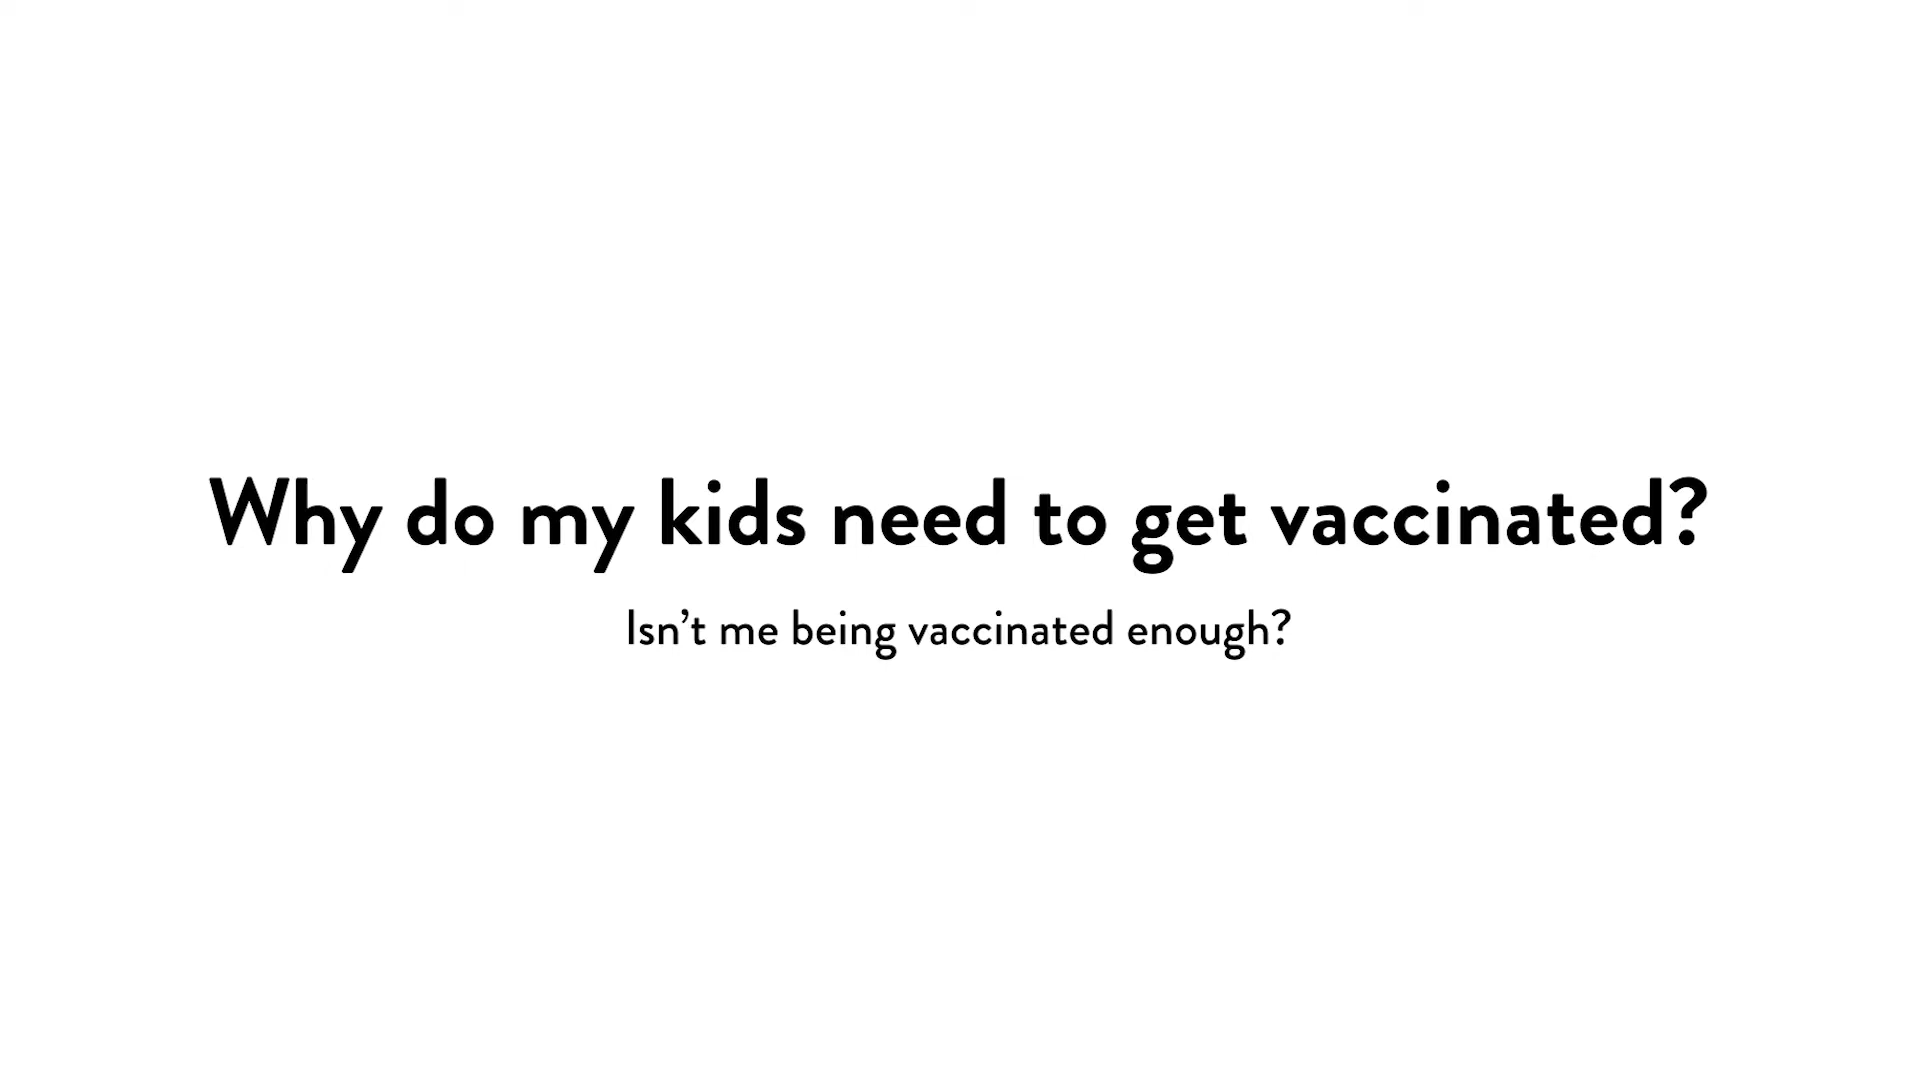 Why do my kids need to get vaccinated?
Isn’t me being vaccinated enough?